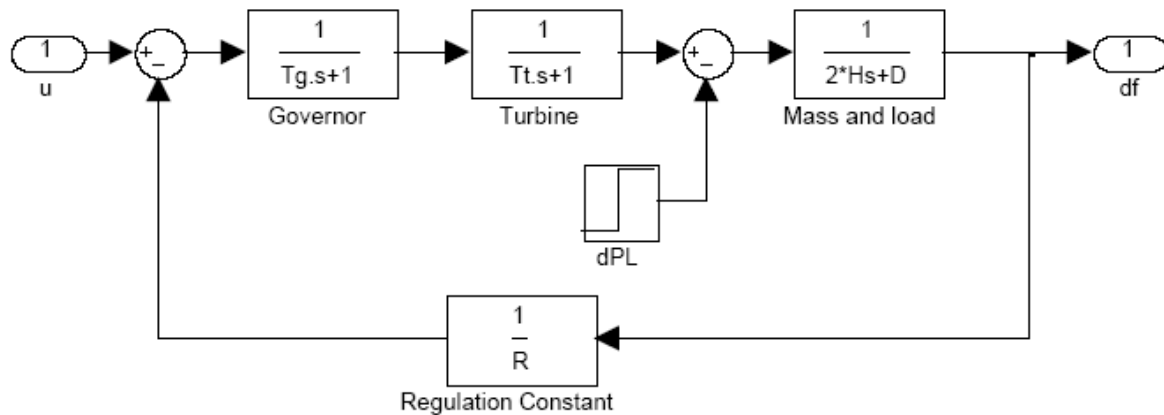 1
u
+
−
1
Tg.s+1
Governor
1
Tt.s+1
Turbine
+
−
1
2*Hs+D
Mass and load
1
df
dPL
1
R
Regulation Constant